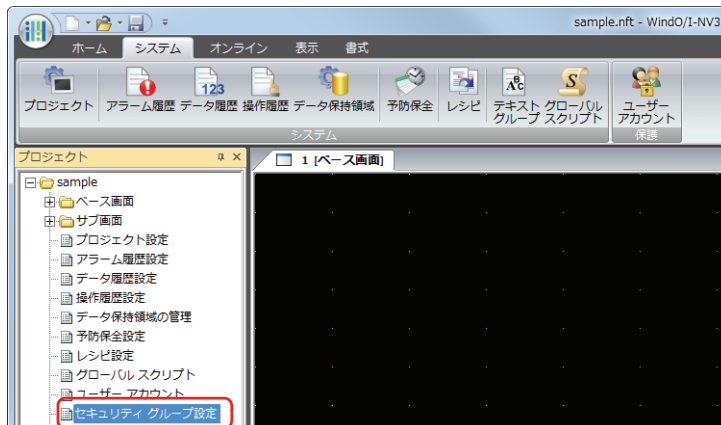 sample.nft - WindO/I-NV3
ホーム システム オンライン 表示 書式
プロジェクト アラーム履歴 データ履歴 操作履歴 データ保持領域 予防保全 レシピ テキスト グループ グローバル スクリプト ユーザー アカウント
システム 保護
プロジェクト
1 [ベース画面]
sample
ベース画面
サブ画面
プロジェクト設定
アラーム履歴設定
データ履歴設定
操作履歴設定
データ保持領域の管理
予防保全設定
レシピ設定
グローバル スクリプト
ユーザー アカウント
セキュリティ グループ設定